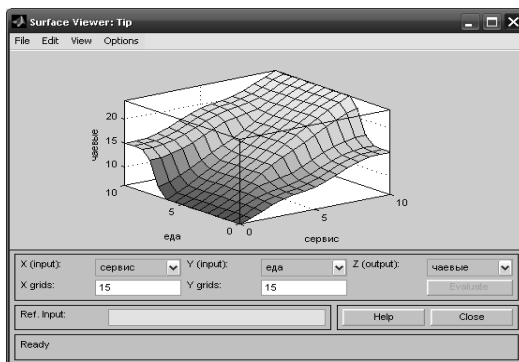 Surface Viewer: Tip
File Edit View Options
20
15
10
чаевые
10
5
0
еда
0
5
10
сервис
X (input): сервис Y (input): еда Z (output): чаевые
X grids: 15 Y grids: 15 Evaluate
Ref. Input: Help Close
Ready